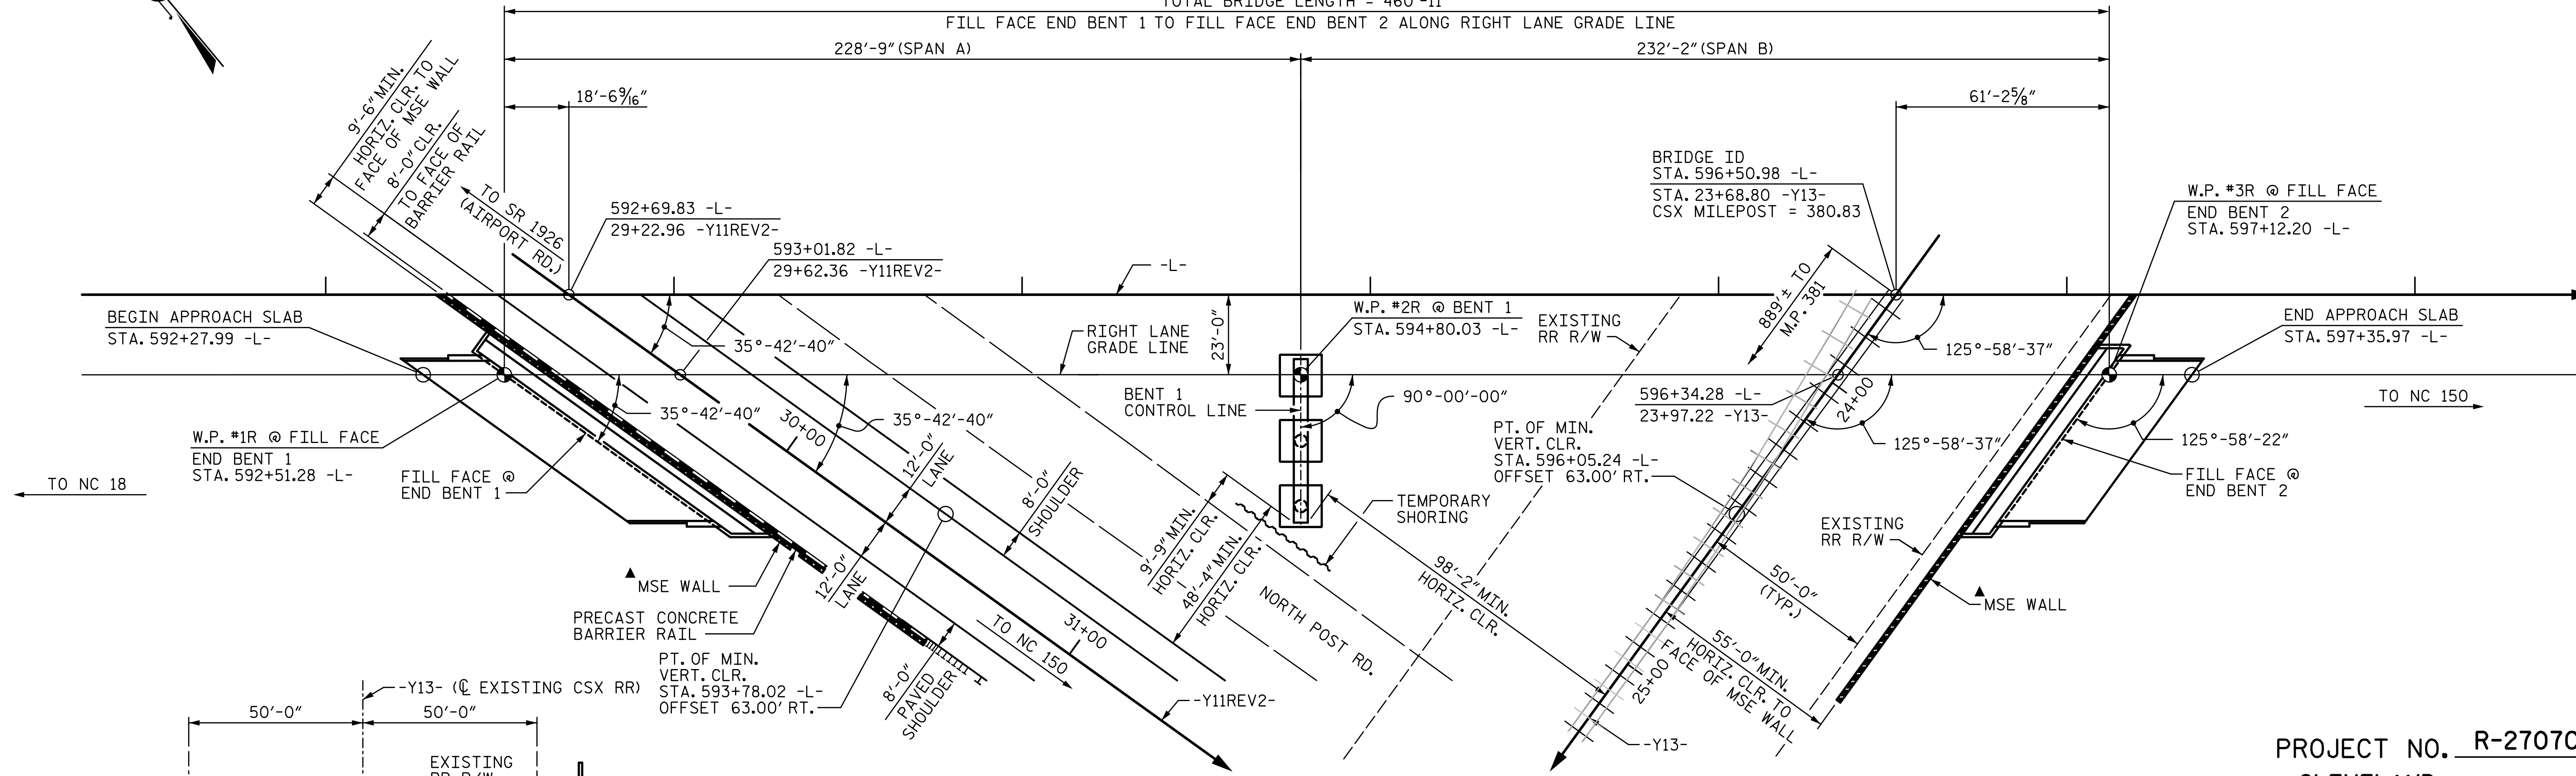 TOTAL BRIDGE LENGTH = 460'-11"
FILL FACE END BENT 1 TO FILL FACE END BENT 2 ALONG RIGHT LANE GRADE LINE
228'-9"(SPAN A)
232'-2"(SPAN B)
18'-6 9/16"
61'-2 5/8"
9'-6"MIN.
HORIZ. CLR. TO
FACE OF MSE WALL
8'-0"CLR.
TO FACE OF
BARRIER RAIL
TO SR 1926
(AIRPORT RD.)
592+69.83 -L-
29+22.96 -Y11REV2-
593+01.82 -L-
29+62.36 -Y11REV2-
-L-
BRIDGE ID
STA. 596+50.98 -L-
STA. 23+68.80 -Y13-
CSX MILEPOST = 380.83
W.P. #3R @ FILL FACE
END BENT 2
STA. 597+12.20 -L-
889'± TO
M.P. 381
BEGIN APPROACH SLAB
STA. 592+27.99 -L-
35°-42'-40"
RIGHT LANE
GRADE LINE
23'-0"
W.P. #2R @ BENT 1
STA. 594+80.03 -L-
EXISTING
RR R/W
125°-58'-37"
END APPROACH SLAB
STA. 597+35.97 -L-
35°-42'-40"
30+00
35°-42'-40"
BENT 1
CONTROL LINE
90°-00'-00"
596+34.28 -L-
23+97.22 -Y13-
24+00
125°-58'-37"
TO NC 150
W.P. #1R @ FILL FACE
END BENT 1
STA. 592+51.28 -L-
PT. OF MIN.
VERT. CLR.
STA. 596+05.24 -L-
OFFSET 63.00' RT.
125°-58'-22"
TO NC 18
FILL FACE @
END BENT 1
12'-0"
LANE
8'-0"
SHOULDER
TEMPORARY
SHORING
FILL FACE @
END BENT 2
9'-9"MIN.
HORIZ. CLR.
48'-4"MIN.
HORIZ. CLR.
EXISTING
RR R/W
MSE WALL
12'-0"
LANE
98'-2"MIN.
HORIZ. CLR.
50'-0"
(TYP.)
MSE WALL
PRECAST CONCRETE
BARRIER RAIL
NORTH POST RD.
TO NC 150
31+00
55'-0"MIN.
HORIZ. CLR. TO
FACE OF MSE WALL
PT. OF MIN.
VERT. CLR.
STA. 593+78.02 -L-
OFFSET 63.00' RT.
8'-0"
PAVED
SHOULDER
25+00
-Y13- (℄ EXISTING CSX RR)
-Y11REV2-
50'-0"
50'-0"
-Y13-
EXISTING
RR R/W
PROJECT NO. R-2707C
CLEVELAND